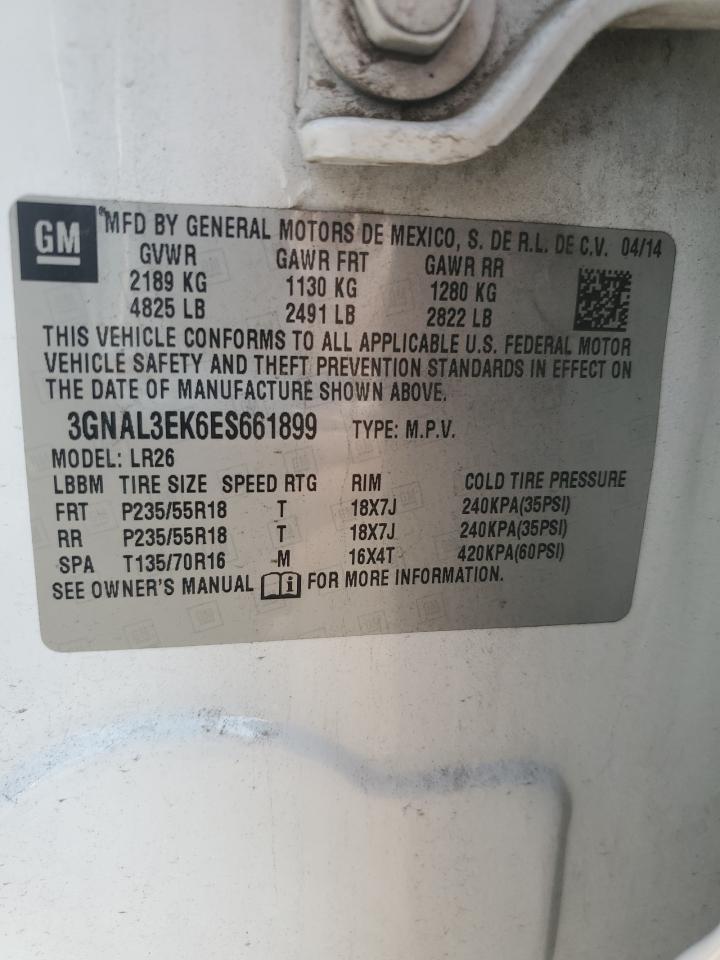 GM
®MFD BY GENERAL MOTORS DE MEXICO, S. DE R.L. DE C.V. 04/14
GVWR GAWR FRT GAWR RR
2189 KG 1130 KG 1280 KG
4825 LB 2491 LB 2822 LB
THIS VEHICLE CONFORMS TO ALL APPLICABLE U.S. FEDERAL MOTOR
VEHICLE SAFETY AND THEFT PREVENTION STANDARDS IN EFFECT ON
THE DATE OF MANUFACTURE SHOWN ABOVE.
3GNAL3EK6ES661899 TYPE: M.P.V.
MODEL: LR26
LBBM TIRE SIZE SPEED RTG RIM COLD TIRE PRESSURE
FRT P235/55R18 T 18X7J 240KPA(35PSI)
RR P235/55R18 T 18X7J 240KPA(35PSI)
SPA T135/70R16 M 16X4T 420KPA(60PSI)
SEE OWNER'S MANUAL FOR MORE INFORMATION.